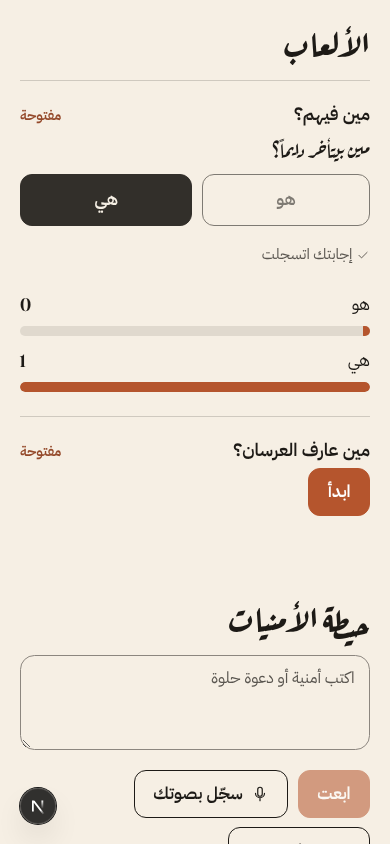 الألعاب
مين فيهم؟
مفتوحة
مين بيتأخر دايماً؟
هو
هي
إجابتك اتسجلت
هو
0
هي
1
مين عارف العرسان؟
مفتوحة
ابدأ
حيطة الأمنيات
اكتب أمنية أو دعوة حلوة
ابعت
سجّل بصوتك
N